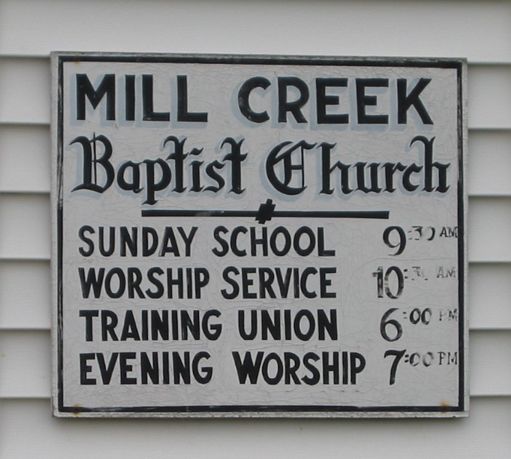 MILL CREEK
Baptist Church
SUNDAY SCHOOL 9:30 AM
WORSHIP SERVICE 10:30 AM
TRAINING UNION 6:00 PM
EVENING WORSHIP 7:00 PM